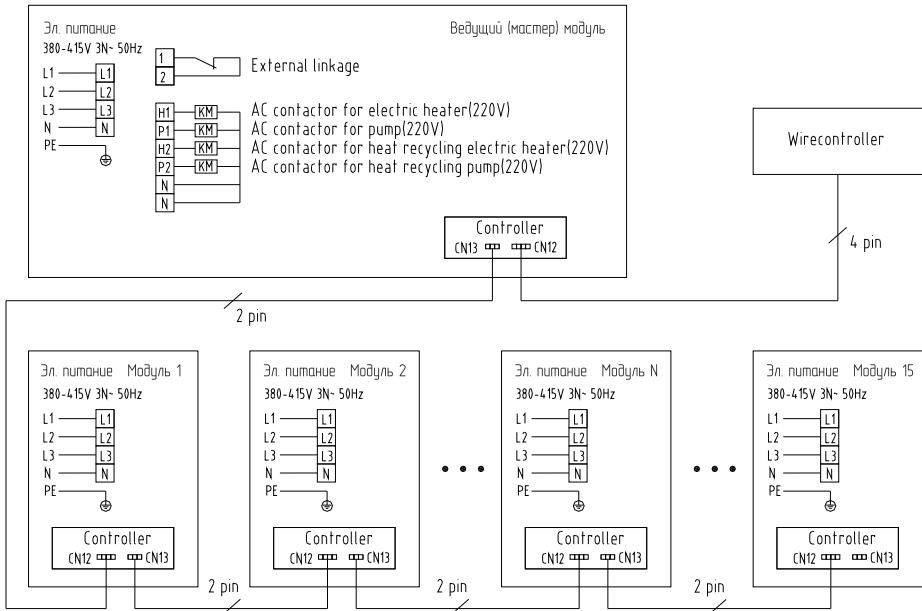 Эл. питание
Ведущий (мастер) модуль
380-415V 3N~ 50Hz
L1 L1
L2 L2
L3 L3
N N
PE
1
2
External linkage
H1 KM AC contactor for electric heater(220V)
P1 KM AC contactor for pump(220V)
H2 KM AC contactor for heat recycling electric heater(220V)
P2 KM AC contactor for heat recycling pump(220V)
N
N
Controller
CN13 CN12
Wirecontroller
4 pin
2 pin
Эл. питание Модуль 1
380-415V 3N~ 50Hz
L1 L1
L2 L2
L3 L3
N N
PE
Controller
CN12 CN13
2 pin
Эл. питание Модуль 2
380-415V 3N~ 50Hz
L1 L1
L2 L2
L3 L3
N N
PE
Controller
CN12 CN13
2 pin
Эл. питание Модуль N
380-415V 3N~ 50Hz
L1 L1
L2 L2
L3 L3
N N
PE
Controller
CN12 CN13
2 pin
Эл. питание Модуль 15
380-415V 3N~ 50Hz
L1 L1
L2 L2
L3 L3
N N
PE
Controller
CN12 CN13